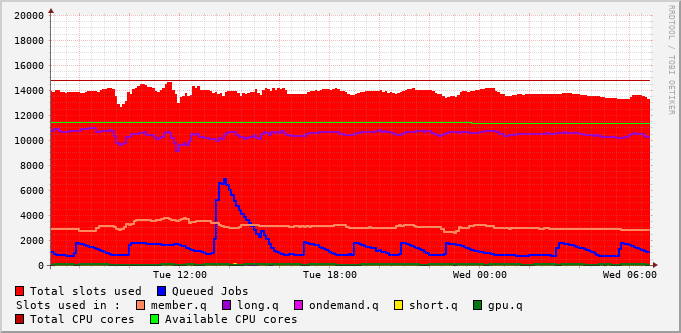 20000
18000
16000
14000
12000
10000
8000
6000
4000
2000
0
Tue 12:00 Tue 18:00 Wed 00:00 Wed 06:00
RRDTOOL / TOBI OETIKER
Total slots used Queued Jobs
Slots used in : member.q long.q ondemand.q short.q gpu.q
Total CPU cores Available CPU cores